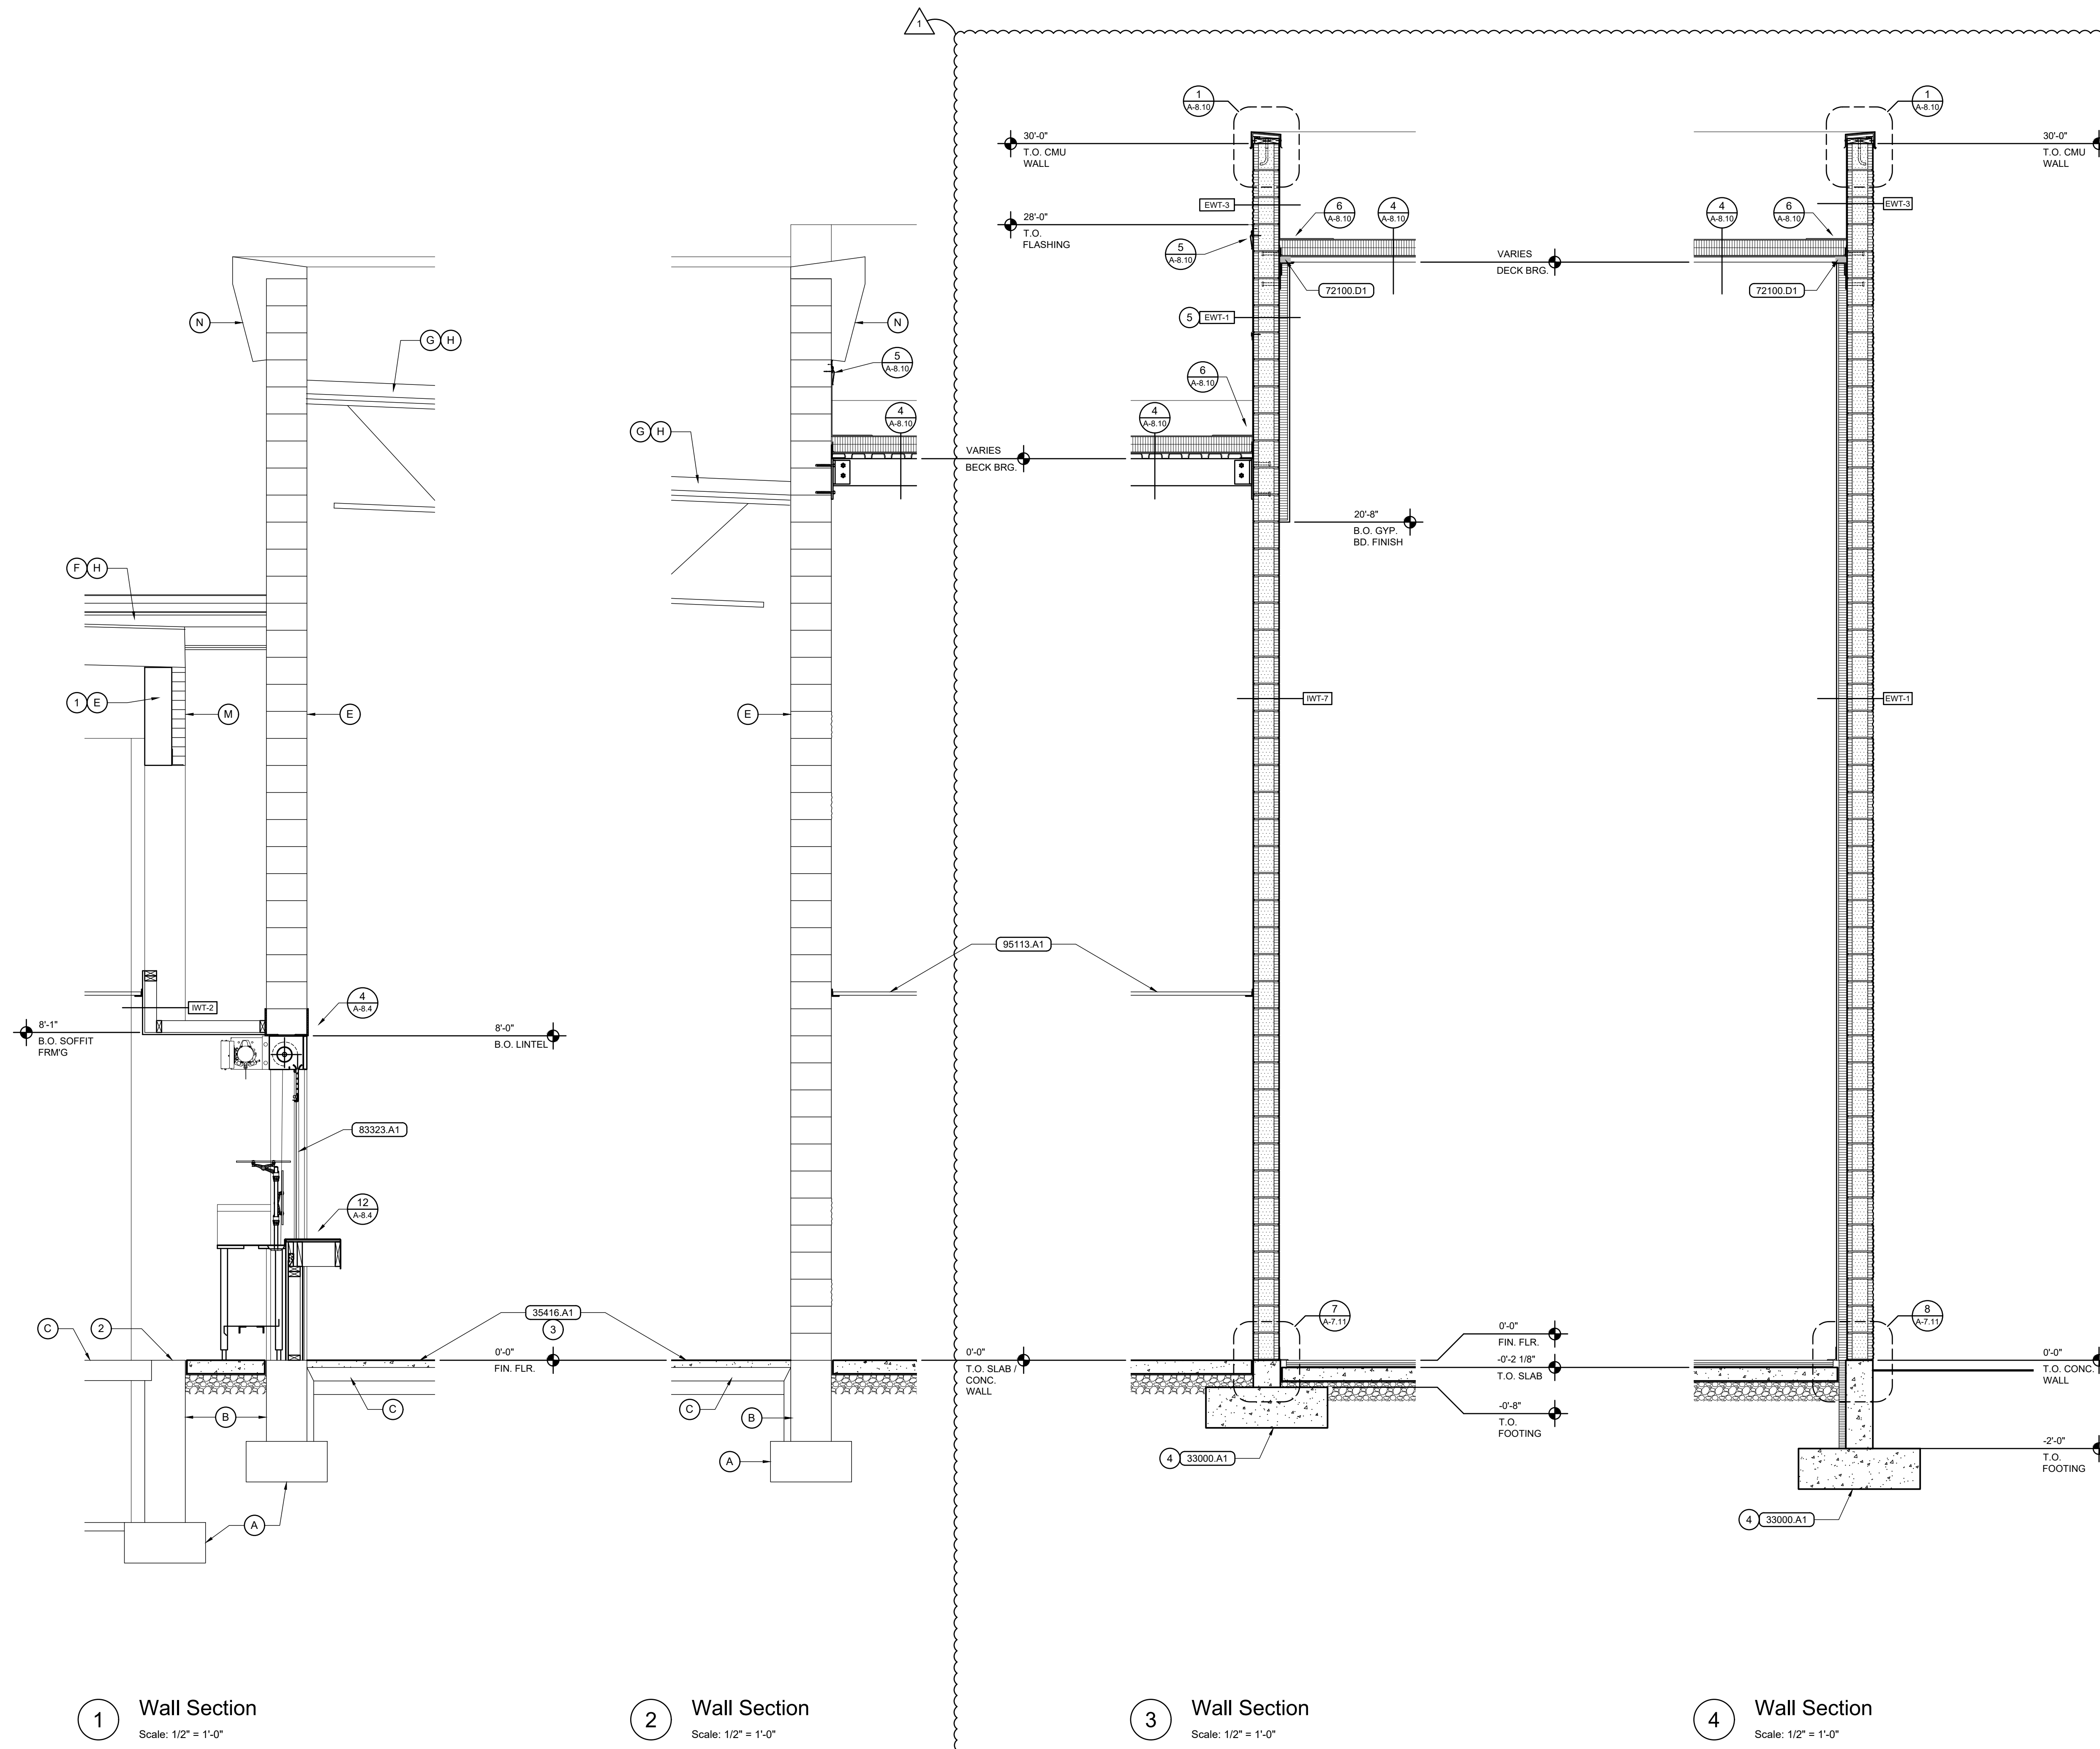 1
1
A-8.10
1
A-8.10
30'-0"
T.O. CMU
WALL
30'-0"
T.O. CMU
WALL
EWT-3
6
A-8.10
4
A-8.10
4
A-8.10
6
A-8.10
EWT-3
28'-0"
T.O.
FLASHING
5
A-8.10
VARIES
DECK BRG.
72100.D1
72100.D1
N
N
5
EWT-1
G
H
5
A-8.10
6
A-8.10
4
A-8.10
4
A-8.10
G
H
VARIES
BECK BRG.
20'-8"
B.O. GYP.
BD. FINISH
F
H
1
E
M
E
E
IWT-7
EWT-1
95113.A1
IWT-2
4
A-8.4
8'-1"
B.O. SOFFIT
FRM'G
8'-0"
B.O. LINTEL
83323.A1
12
A-8.4
C
2
35416.A1
3
7
A-7.11
8
A-7.11
0'-0"
FIN. FLR.
0'-0"
FIN. FLR.
0'-0"
T.O. SLAB /
CONC.
WALL
-0'-2 1/8"
T.O. SLAB
0'-0"
T.O. CONC.
WALL
B
C
C
B
-0'-8"
T.O.
FOOTING
A
4
33000.A1
-2'-0"
T.O.
FOOTING
A
4
33000.A1
1
Wall Section
Scale: 1/2" = 1'-0"
2
Wall Section
Scale: 1/2" = 1'-0"
3
Wall Section
Scale: 1/2" = 1'-0"
4
Wall Section
Scale: 1/2" = 1'-0"